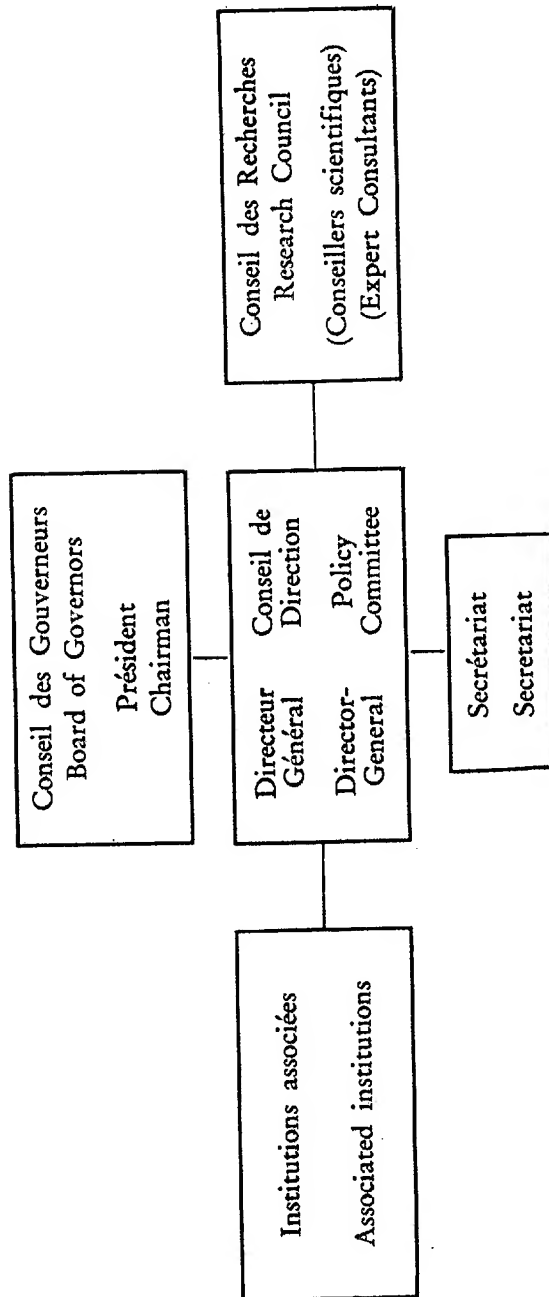 Conseil des Gouverneurs
Board of Governors
Président
Chairman
Institutions associées
Associated institutions
Directeur
Général
Director-
General
Conseil de
Direction
Policy
Committee
Conseil des Recherches
Research Council
(Conseillers scientifiques)
(Expert Consultants)
Secrétariat
Secretariat